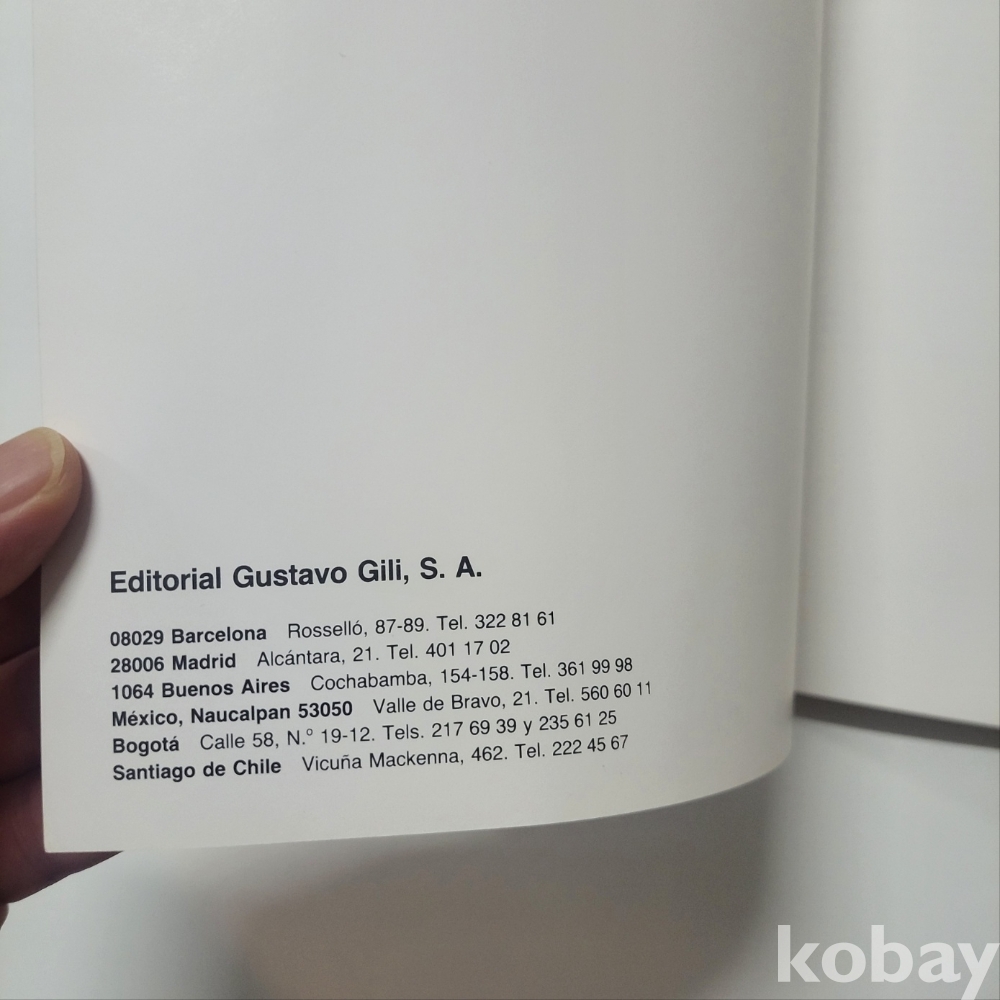 Editorial Gustavo Gili, S. A.
08029 Barcelona Rosselló, 87-89. Tel. 322 81 61
28006 Madrid Alcántara, 21. Tel. 401 17 02
1064 Buenos Aires Cochabamba, 154-158. Tel. 361 99 98
México, Naucalpan 53050 Valle de Bravo, 21. Tel. 560 60 11
Bogotá Calle 58, N.º 19-12. Tels. 217 69 39 y 235 61 25
Santiago de Chile Vicuña Mackenna, 462. Tel. 222 45 67
kobay